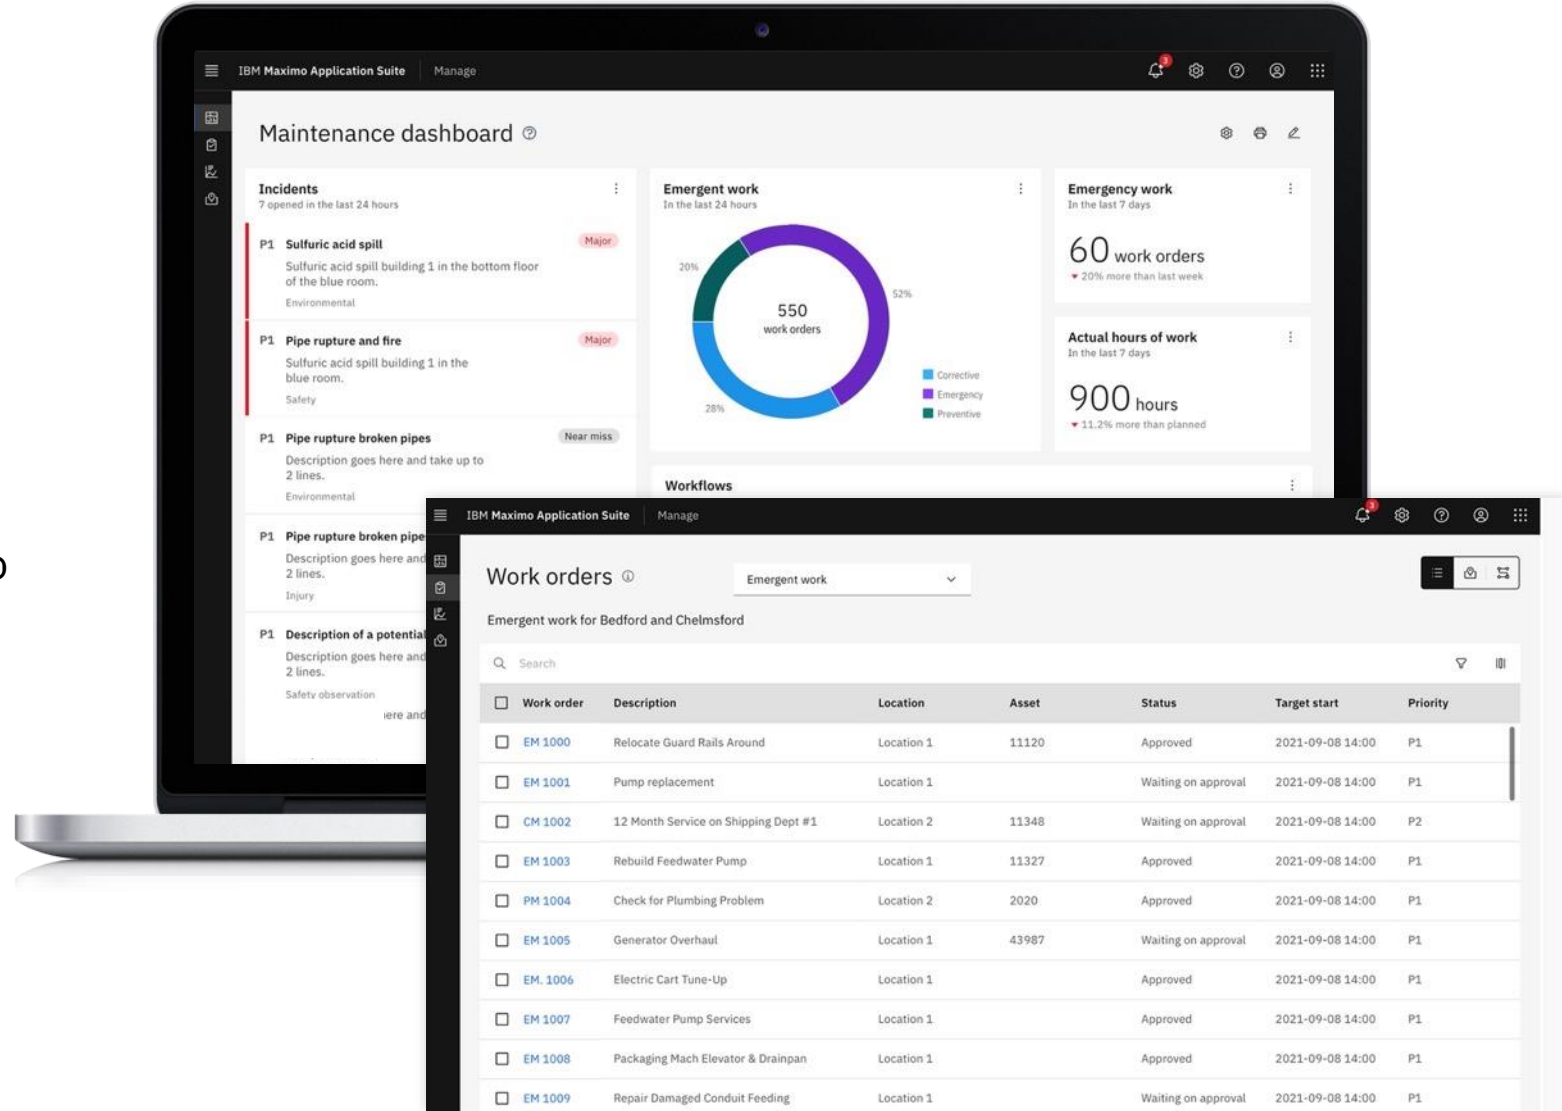 IBM Maximo Application Suite Manage
3
Maintenance dashboard
Incidents
7 opened in the last 24 hours
P1 Sulfuric acid spill Major
Sulfuric acid spill building 1 in the bottom floor
of the blue room.
Environmental
P1 Pipe rupture and fire Major
Sulfuric acid spill building 1 in the
blue room.
Safety
P1 Pipe rupture broken pipes Near miss
Description goes here and take up to
2 lines.
Environmental
P1 Pipe rupture broken pipe
Description goes here and
2 lines.
Injury
P1 Description of a potential
Description goes here and
2 lines.
Safety observation
ere and
Emergent work
In the last 24 hours
20%
52%
28%
550
work orders
Corrective
Emergency
Preventive
Emergency work
In the last 7 days
60 work orders
20% more than last week
Actual hours of work
In the last 7 days
900 hours
11.2% more than planned
Workflows
IBM Maximo Application Suite Manage
3
Work orders Emergent work
Emergent work for Bedford and Chelmsford
Search
Work order Description Location Asset Status Target start Priority
EM 1000 Relocate Guard Rails Around Location 1 11120 Approved 2021-09-08 14:00 P1
EM 1001 Pump replacement Location 1 Waiting on approval 2021-09-08 14:00 P1
CM 1002 12 Month Service on Shipping Dept #1 Location 2 11348 Waiting on approval 2021-09-08 14:00 P2
EM 1003 Rebuild Feedwater Pump Location 1 11327 Approved 2021-09-08 14:00 P1
PM 1004 Check for Plumbing Problem Location 2 2020 Approved 2021-09-08 14:00 P1
EM 1005 Generator Overhaul Location 1 43987 Waiting on approval 2021-09-08 14:00 P1
EM. 1006 Electric Cart Tune-Up Location 1 Approved 2021-09-08 14:00 P1
EM 1007 Feedwater Pump Services Location 1 Approved 2021-09-08 14:00 P1
EM 1008 Packaging Mach Elevator & Drainpan Location 1 Approved 2021-09-08 14:00 P1
EM 1009 Repair Damaged Conduit Feeding Location 1 Waiting on approval 2021-09-08 14:00 P1